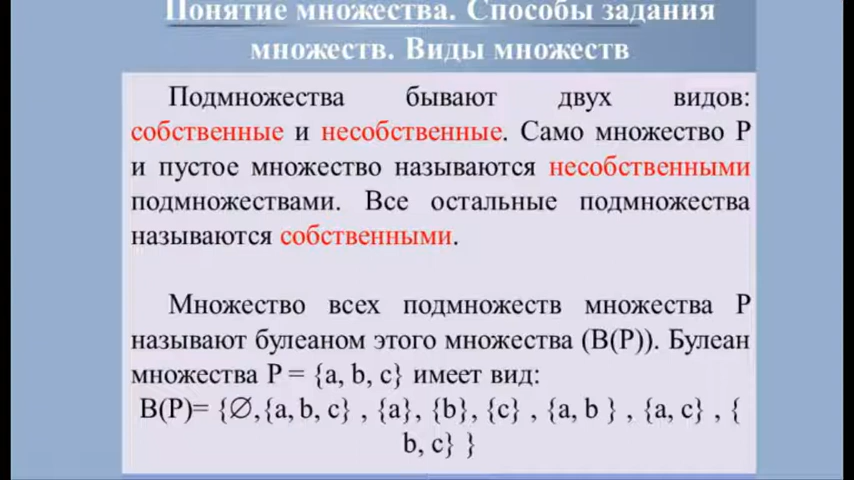 Понятие множества. Способы задания
множеств. Виды множеств
Подмножества бывают двух видов:
собственные и несобственные. Само множество P
и пустое множество называются несобственными
подмножествами. Все остальные подмножества
называются собственными.
Множество всех подмножеств множества P
называют булеаном этого множества (B(P)). Булеан
множества P = {a, b, c} имеет вид:
B(P)= {∅,{a, b, c} , {a}, {b}, {c} , {a, b } , {a, c} , {
b, c} }